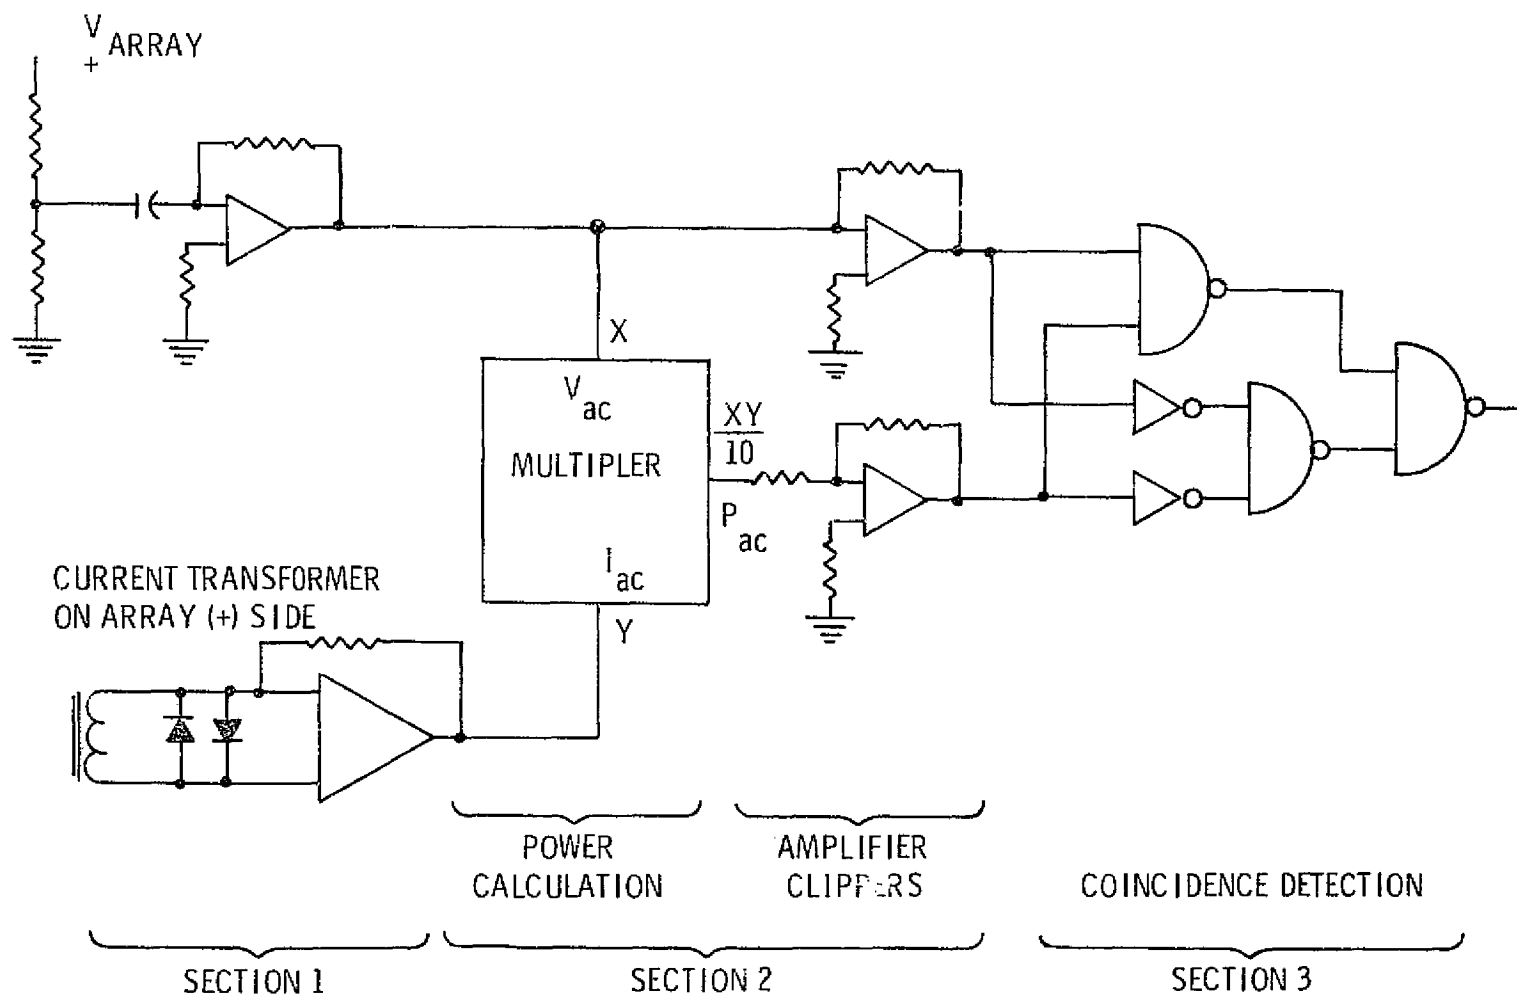 V ARRAY
+
X
V ac
XY
10
MULTIPLER
P ac
I ac
CURRENT TRANSFORMER
ON ARRAY (+) SIDE
Y
POWER
CALCULATION
AMPLIFIER
CLIPPERS
COINCIDENCE DETECTION
SECTION 1
SECTION 2
SECTION 3